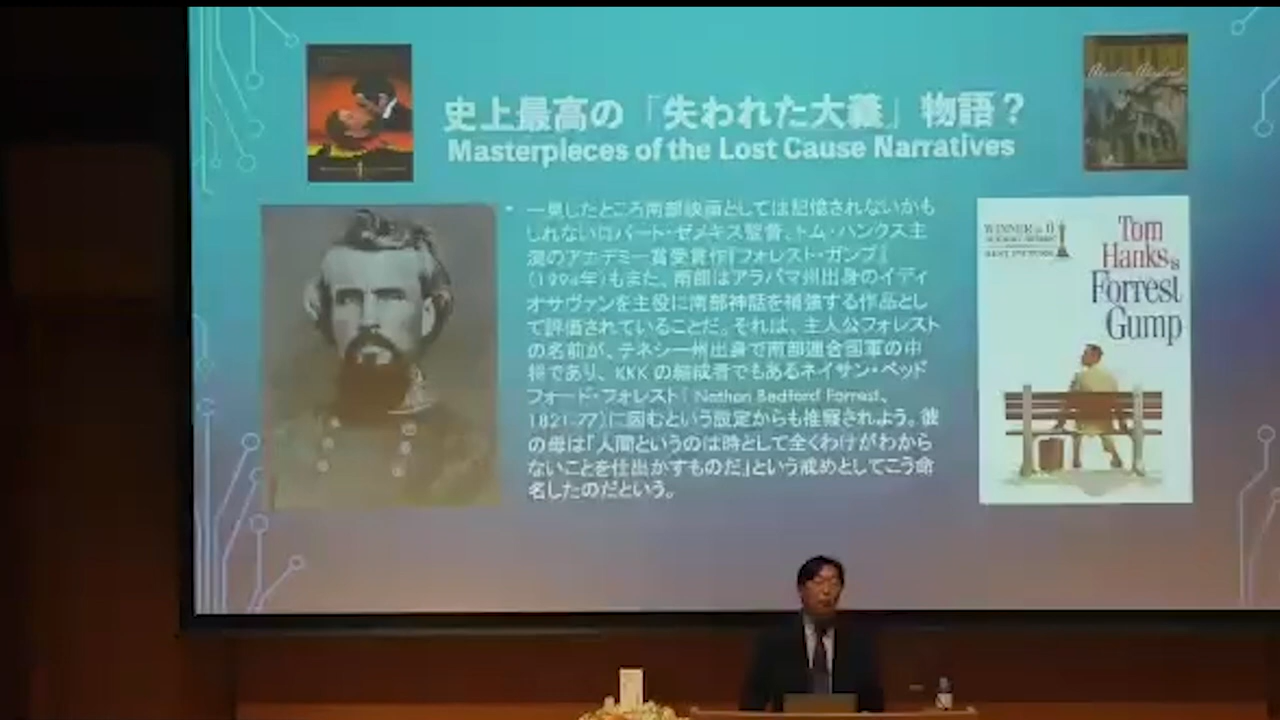 史上最高の「失われた大義」物語？
Masterpieces of the Lost Cause Narratives
• 一見したところ南部映画としては記憶されないかも
しれないロバート・ゼメキス監督、トム・ハンクス主
演のアカデミー賞受賞作『フォレスト・ガンプ』
（1994年）もまた、南部はアラバマ州出身のイディ
オサヴァンを主役に南部神話を補強する作品とし
て評価されていることだ。それは、主人公フォレスト
の名前が、テネシー州出身で南部連合国軍の中
将であり、KKK の編成者でもあるネイサン・ベッド
フォード・フォレスト（ Nathan Bedford Forrest、
1821-77）に因むという設定からも推察されよう。彼
の母は「人間というのは時として全くわけがわから
ないことを仕出かすものだ」という戒めとしてこう命
名したのだという。
WINNER of 6
BEST PICTURE
Tom
Hanks is
Forrest
Gump